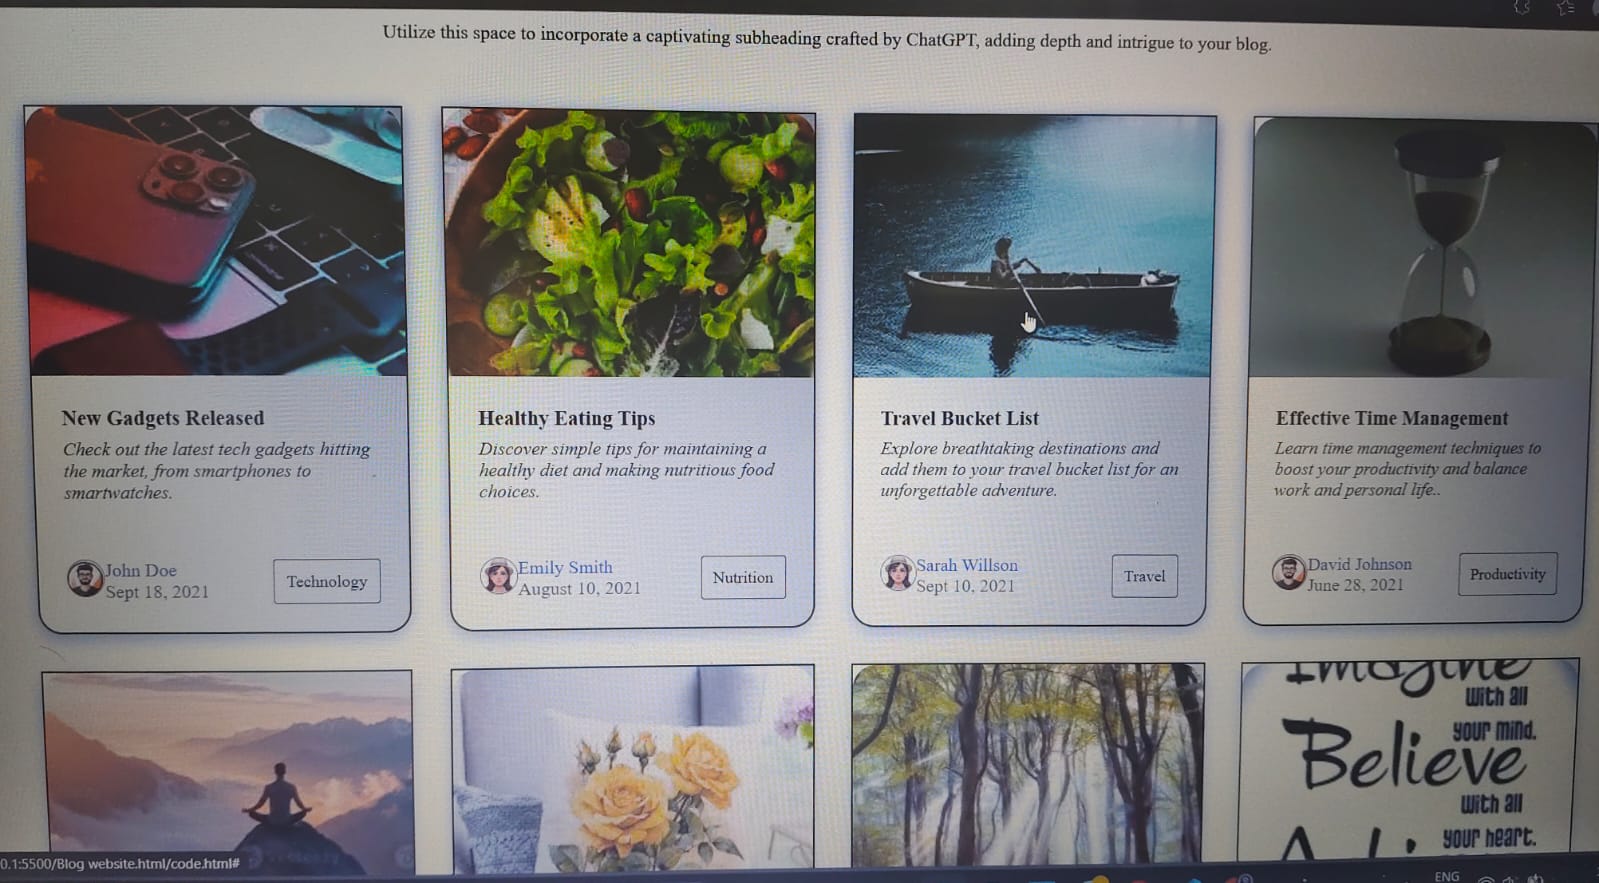 Utilize this space to incorporate a captivating subheading crafted by ChatGPT, adding depth and intrigue to your blog.
New Gadgets Released
Check out the latest tech gadgets hitting
the market, from smartphones to
smartwatches.
John Doe
Sept 18, 2021
Technology
Healthy Eating Tips
Discover simple tips for maintaining a
healthy diet and making nutritious food
choices.
Emily Smith
August 10, 2021
Nutrition
Travel Bucket List
Explore breathtaking destinations and
add them to your travel bucket list for an
unforgettable adventure.
Sarah Willson
Sept 10, 2021
Travel
Effective Time Management
Learn time management techniques to
boost your productivity and balance
work and personal life..
David Johnson
June 28, 2021
Productivity
Imagine
with all
your mind.
Believe
with all
your heart.
0.1:5500/Blog website.html/code.html#
ENG